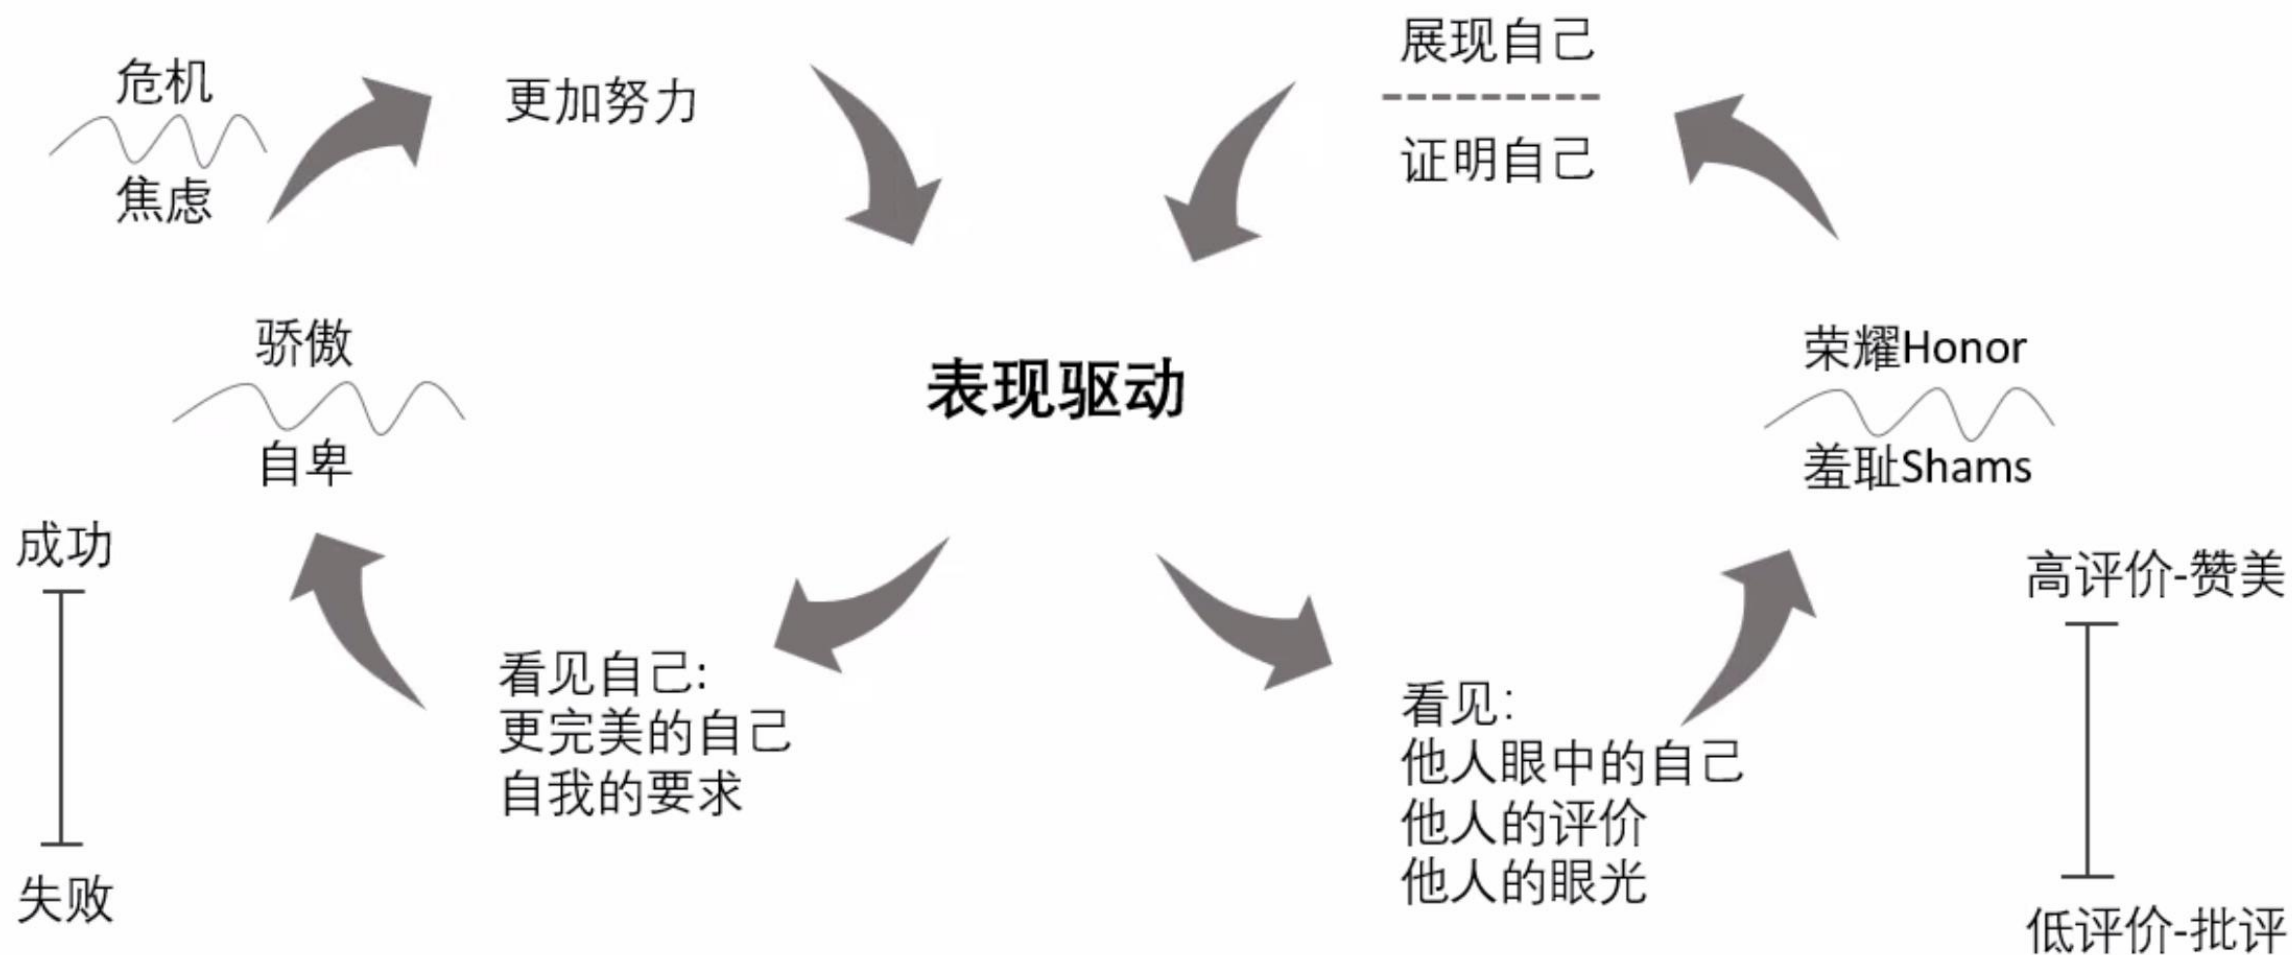 危机
焦虑
更加努力
展现自己
证明自己
骄傲
自卑
表现驱动
荣耀Honor
羞耻Shams
成功
失败
看见自己:
更完美的自己
自我的要求
看见:
他人眼中的自己
他人的评价
他人的眼光
高评价-赞美
低评价-批评